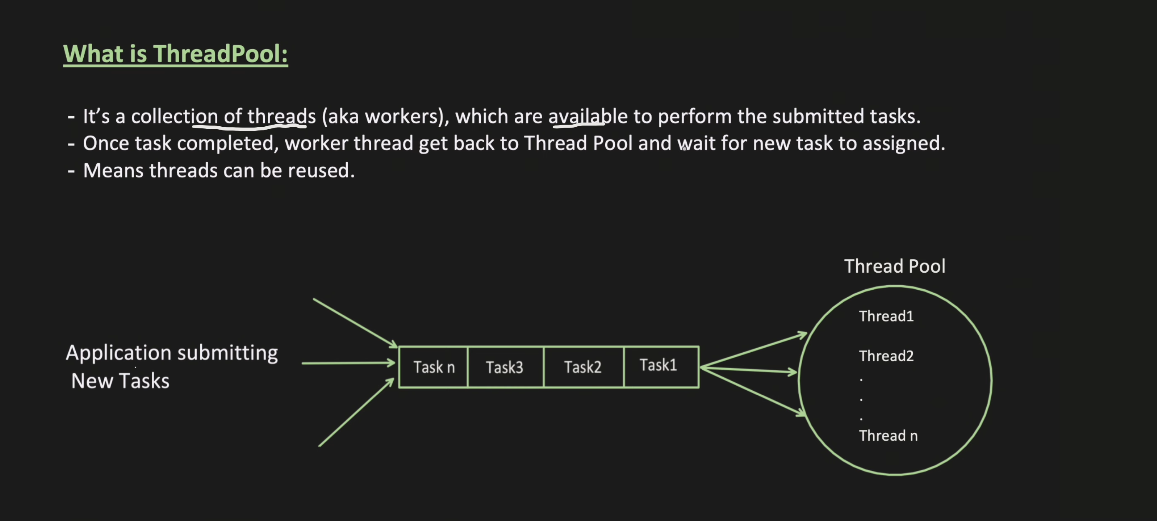 What is ThreadPool:
- It's a collection of threads (aka workers), which are available to perform the submitted tasks.
- Once task completed, worker thread get back to Thread Pool and wait for new task to assigned.
- Means threads can be reused.
Thread Pool
Thread1
Thread2
.
.
.
Thread n
Application submitting
New Tasks
Task n
Task3
Task2
Task1